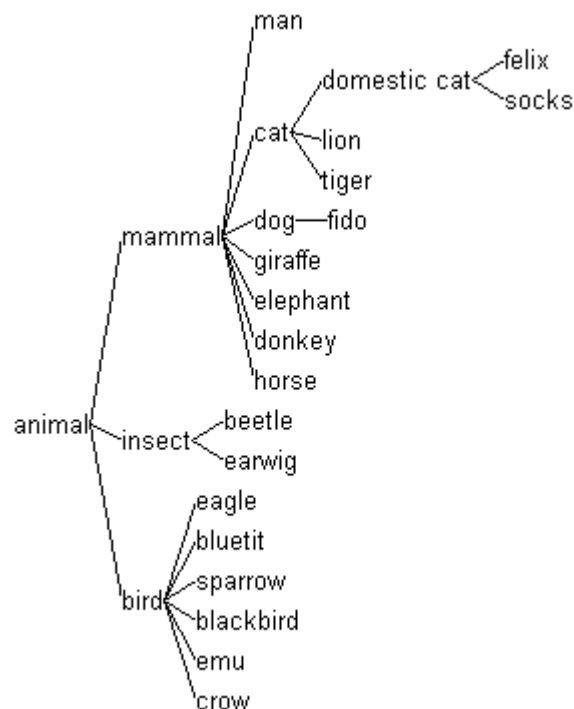 man
felix
domestic cat
socks
cat
lion
tiger
dog
fido
mammal
giraffe
elephant
donkey
horse
beetle
animal
insect
earwig
eagle
bluetit
sparrow
bird
blackbird
emu
crow